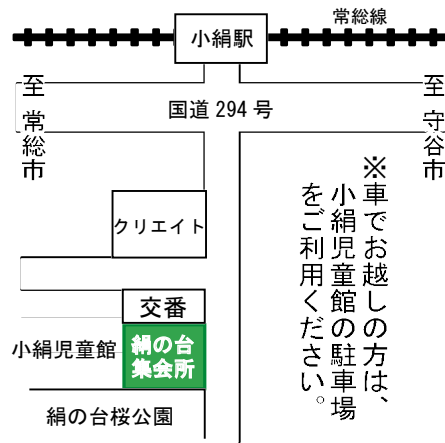 常総線
小絹駅
至 常総市
国道 294 号
至 守谷市
※車でお越しの方は、
小絹児童館の駐車場
をご利用ください。
クリエイト
交番
小絹児童館
絹の台
集会所
絹の台桜公園